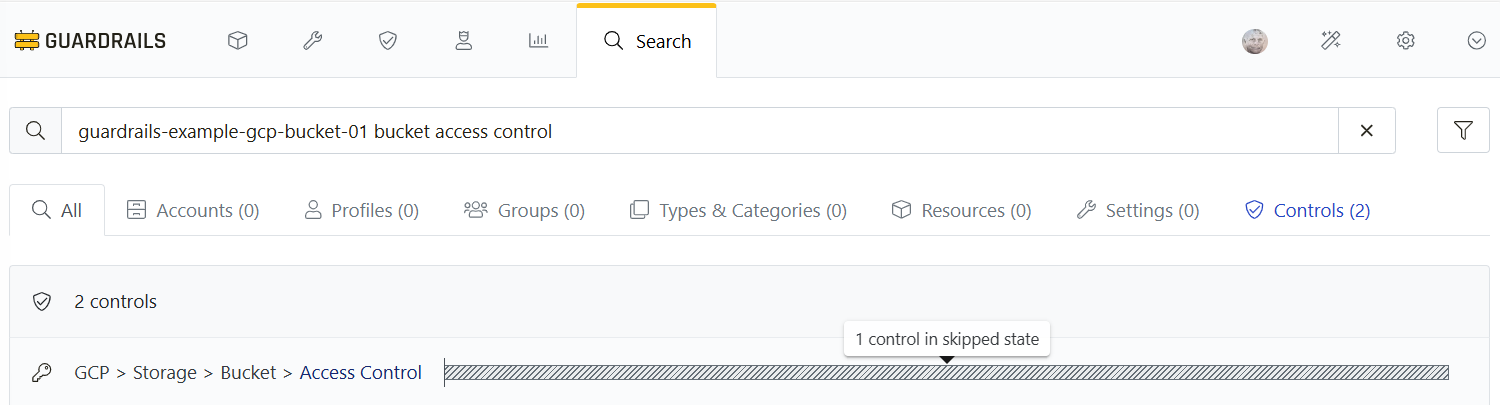 GUARDRAILS
Search
guardrails-example-gcp-bucket-01 bucket access control
All Accounts (0) Profiles (0) Groups (0) Types & Categories (0) Resources (0) Settings (0) Controls (2)
2 controls
1 control in skipped state
GCP > Storage > Bucket > Access Control